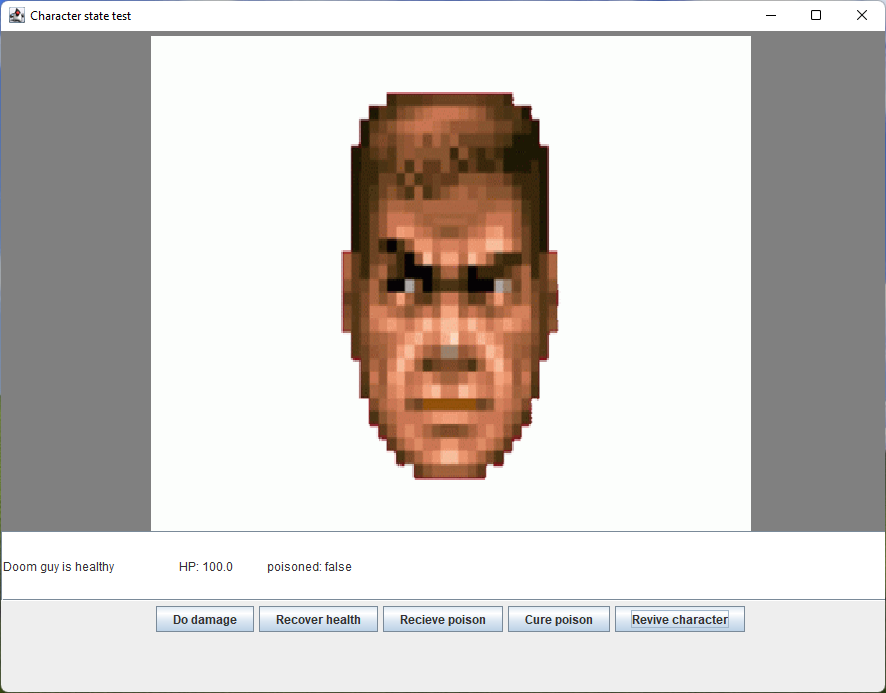 Character state test
Doom guy is healthy HP: 100.0 poisoned: false
Do damage Recover health Recieve poison Cure poison Revive character